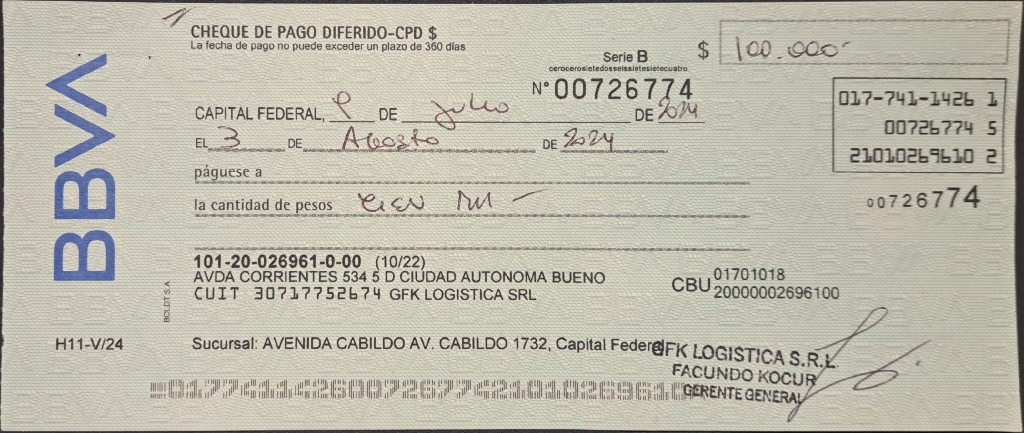 CHEQUE DE PAGO DIFERIDO-CPD $
La fecha de pago no puede exceder un plazo de 360 días
Serie B
$ 100.000-
cerocerosietedosseissietesietecuatro
N° 00726774
CAPITAL FEDERAL, 9 DE Julio DE 2024
017-741-1426 1
00726774 5
21010269610 2
EL 3 DE Agosto DE 2024
páguese a
la cantidad de pesos cien mil -
00726774
BBVA
101-20-026961-0-00 (10/22)
AVDA CORRIENTES 534 5 D CIUDAD AUTONOMA BUENO
CUIT 30717752674 GFK LOGISTICA SRL
CBU 01701018
20000002696100
BOLDT S.A
H11-V/24
Sucursal: AVENIDA CABILDO AV. CABILDO 1732, Capital Federal
GFK LOGISTICA S.R.L
FACUNDO KOCUR
GERENTE GENERAL
01774114260072677421010269610